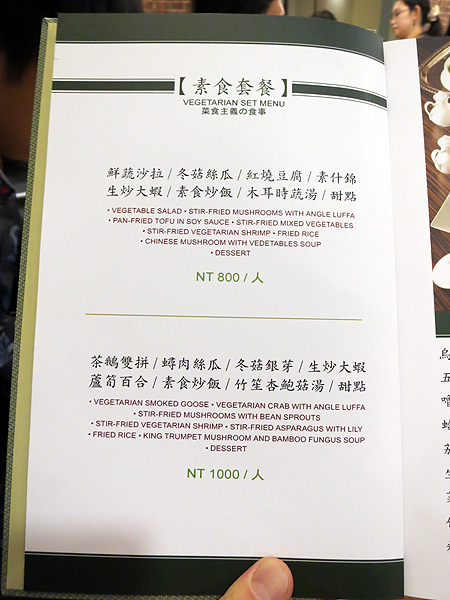 【素食套餐】
VEGETARIAN SET MENU
菜食主義の食事
鮮蔬沙拉/冬菇絲瓜/紅燒豆腐/素什錦
生炒大蝦/素食炒飯/木耳時蔬湯/甜點
• VEGETABLE SALAD • STIR-FRIED MUSHROOMS WITH ANGLE LUFFA
• PAN-FRIED TOFU IN SOY SAUCE • STIR-FRIED MIXED VEGETABLES
• STIR-FRIED VEGETARIAN SHRIMP • FRIED RICE
• CHINESE MUSHROOM WITH VEDETABLES SOUP
• DESSERT
NT 800 / 人
茶鵝雙拼/蟳肉絲瓜/冬菇銀芽/生炒大蝦
蘆筍百合/素食炒飯/竹笙杏鮑菇湯/甜點
• VEGETARIAN SMOKED GOOSE • VEGETARIAN CRAB WITH ANGLE LUFFA
• STIR-FRIED MUSHROOMS WITH BEAN SPROUTS
• STIR-FRIED VEGETARIAN SHRIMP • STIR-FRIED ASPARAGUS WITH LILY
• FRIED RICE • KING TRUMPET MUSHROOM AND BAMBOO FUNGUS SOUP
• DESSERT
NT 1000 / 人
烏
五
嚐
生